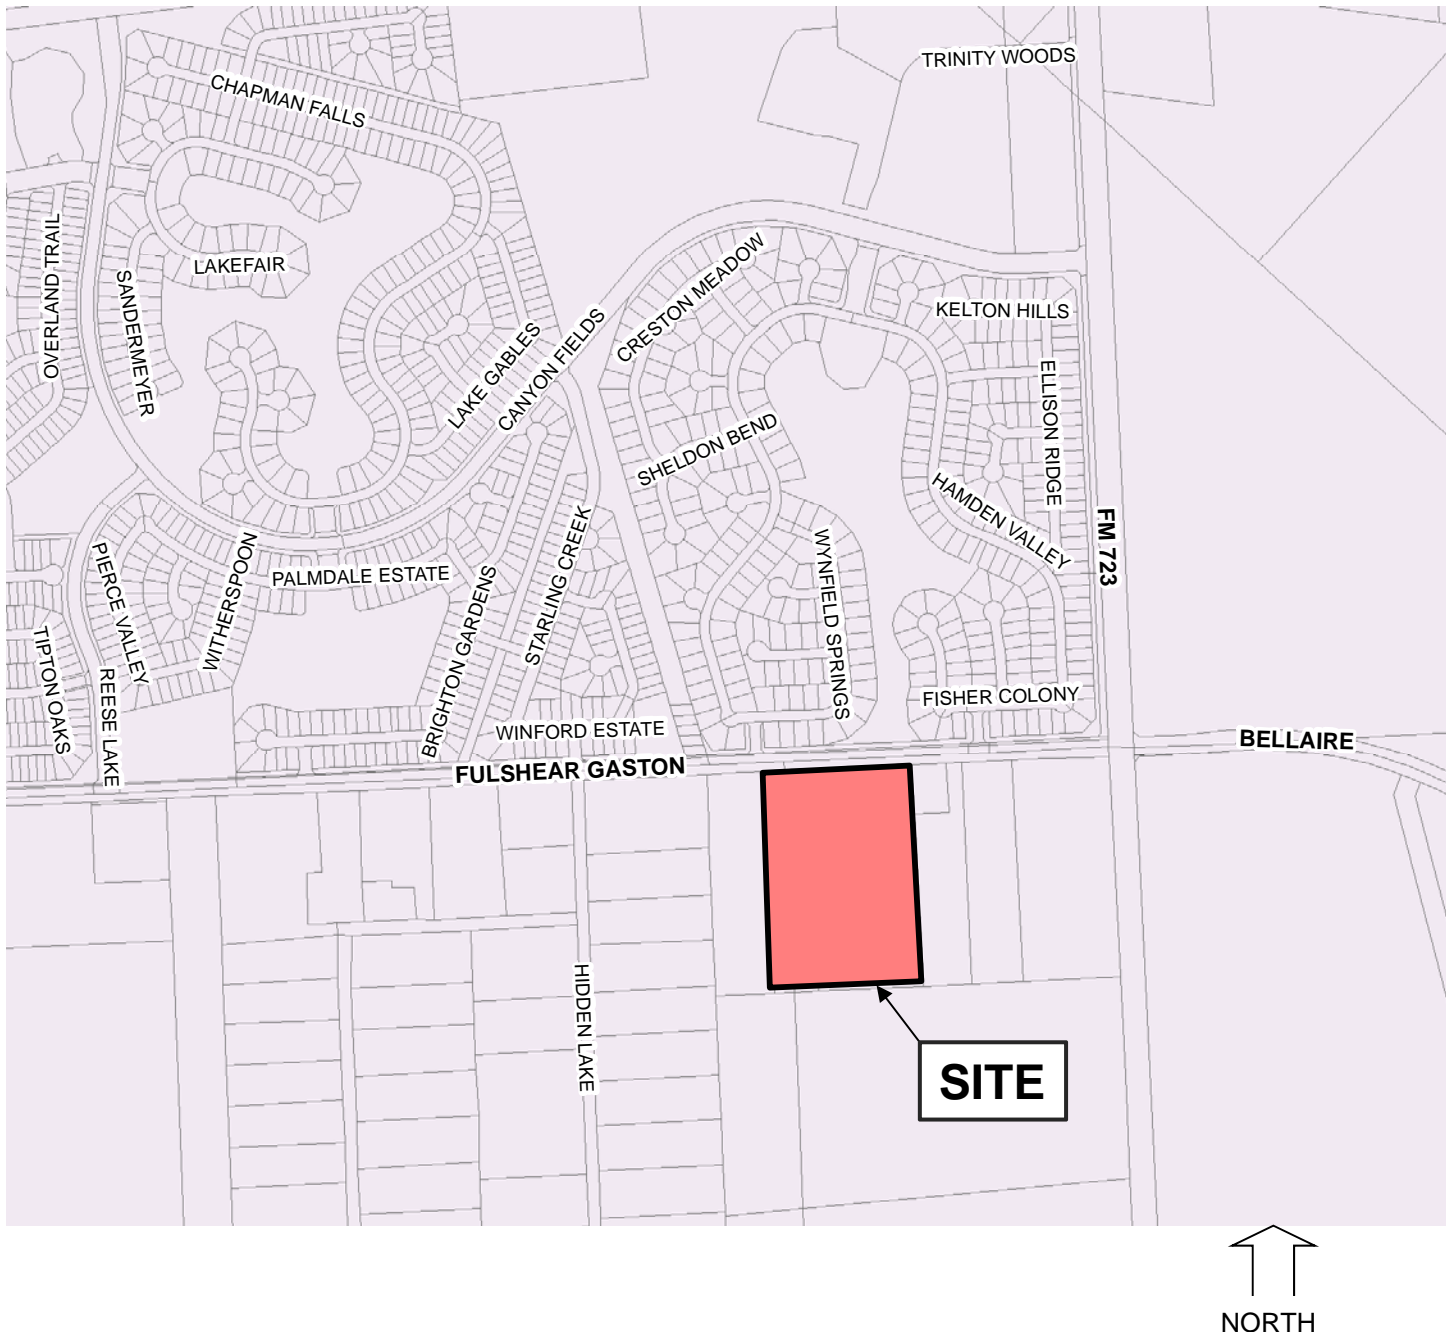 TRINITY WOODS
CHAPMAN FALLS
OVERLAND TRAIL
SANDERMEYER
LAKEFAIR
CRESTON MEADOW
KELTON HILLS
LAKE GABLES
CANYON FIELDS
ELLISON RIDGE
SHELDON BEND
HAMDEN VALLEY
FM 723
STARLING CREEK
WYNFIELD SPRINGS
WITHERSPOON
PALMDALE ESTATE
PIERCE VALLEY
BRIGHTON GARDENS
TIPTON OAKS
REESE LAKE
FISHER COLONY
WINFORD ESTATE
BELLAIRE
FULSHEAR GASTON
HIDDEN LAKE
SITE
NORTH